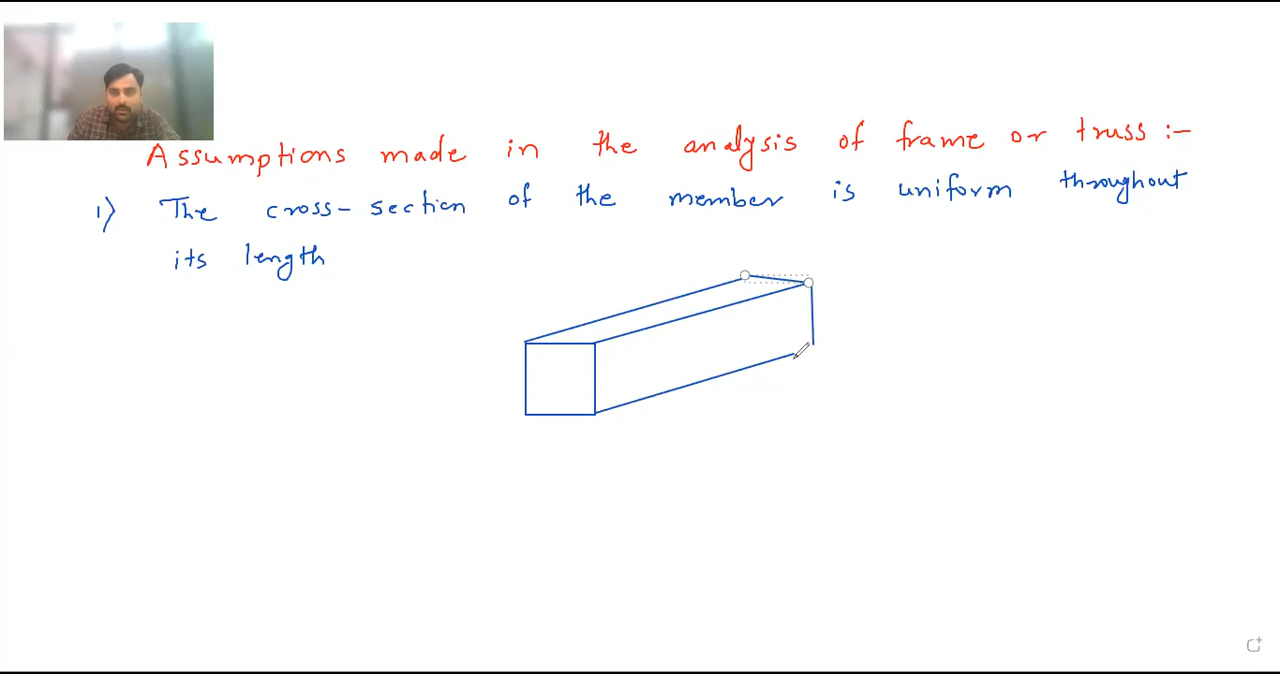 Assumptions made in the analysis of frame or truss :-
1) The cross-section of the member is uniform throughout
its length